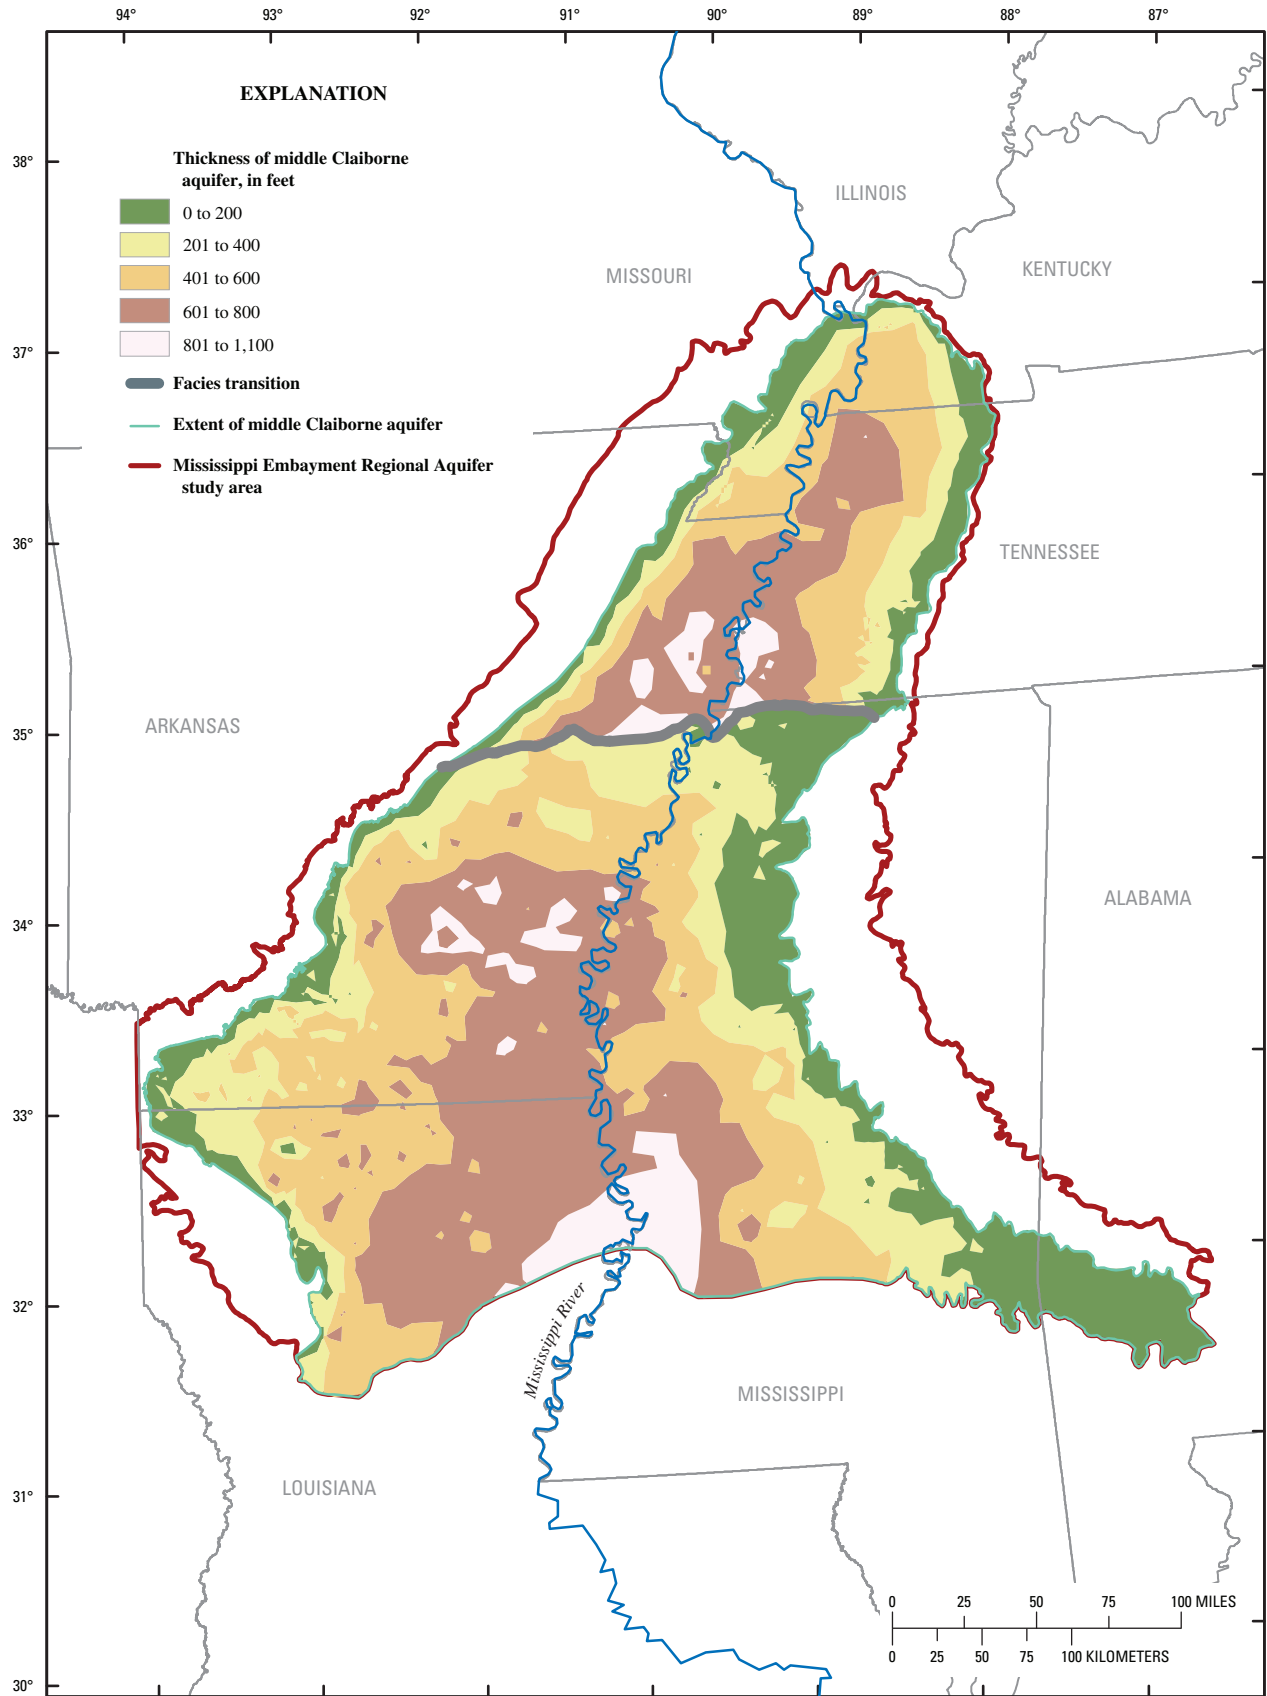 94° 93° 92° 91° 90° 89° 88° 87°
EXPLANATION
Thickness of middle Claiborne
aquifer, in feet
0 to 200
201 to 400
401 to 600
601 to 800
801 to 1,100
Facies transition
Extent of middle Claiborne aquifer
Mississippi Embayment Regional Aquifer
study area
38°
37°
36°
35°
34°
33°
32°
31°
30°
ILLINOIS
MISSOURI
KENTUCKY
TENNESSEE
ARKANSAS
ALABAMA
Mississippi River
MISSISSIPPI
LOUISIANA
0 25 50 75 100 MILES
0 25 50 75 100 KILOMETERS